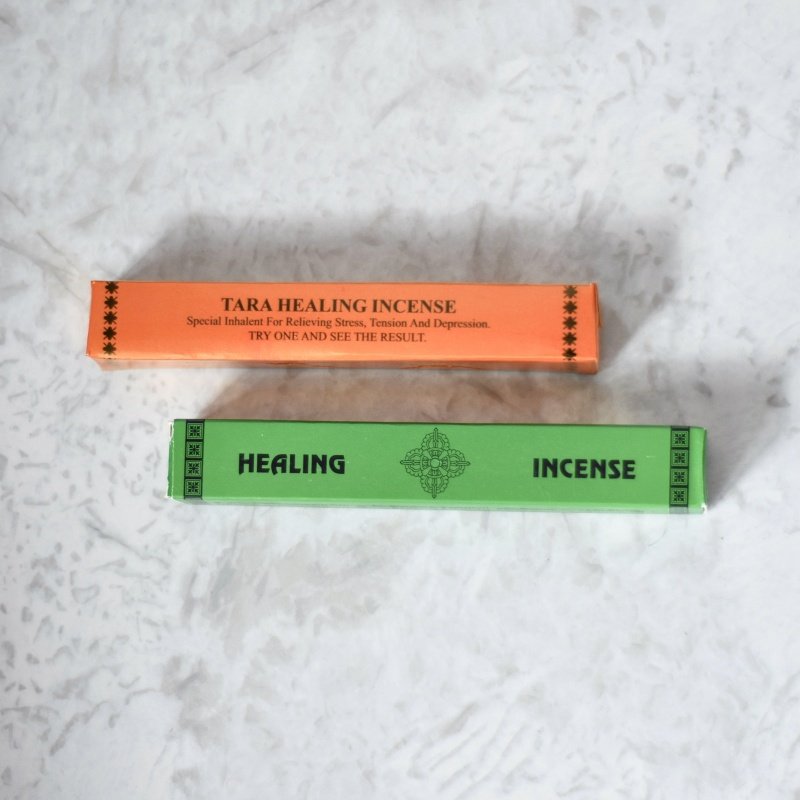 TARA HEALING INCENSE
Special Inhalent For Relieving Stress, Tension And Depression.
TRY ONE AND SEE THE RESULT.
HEALING INCENSE